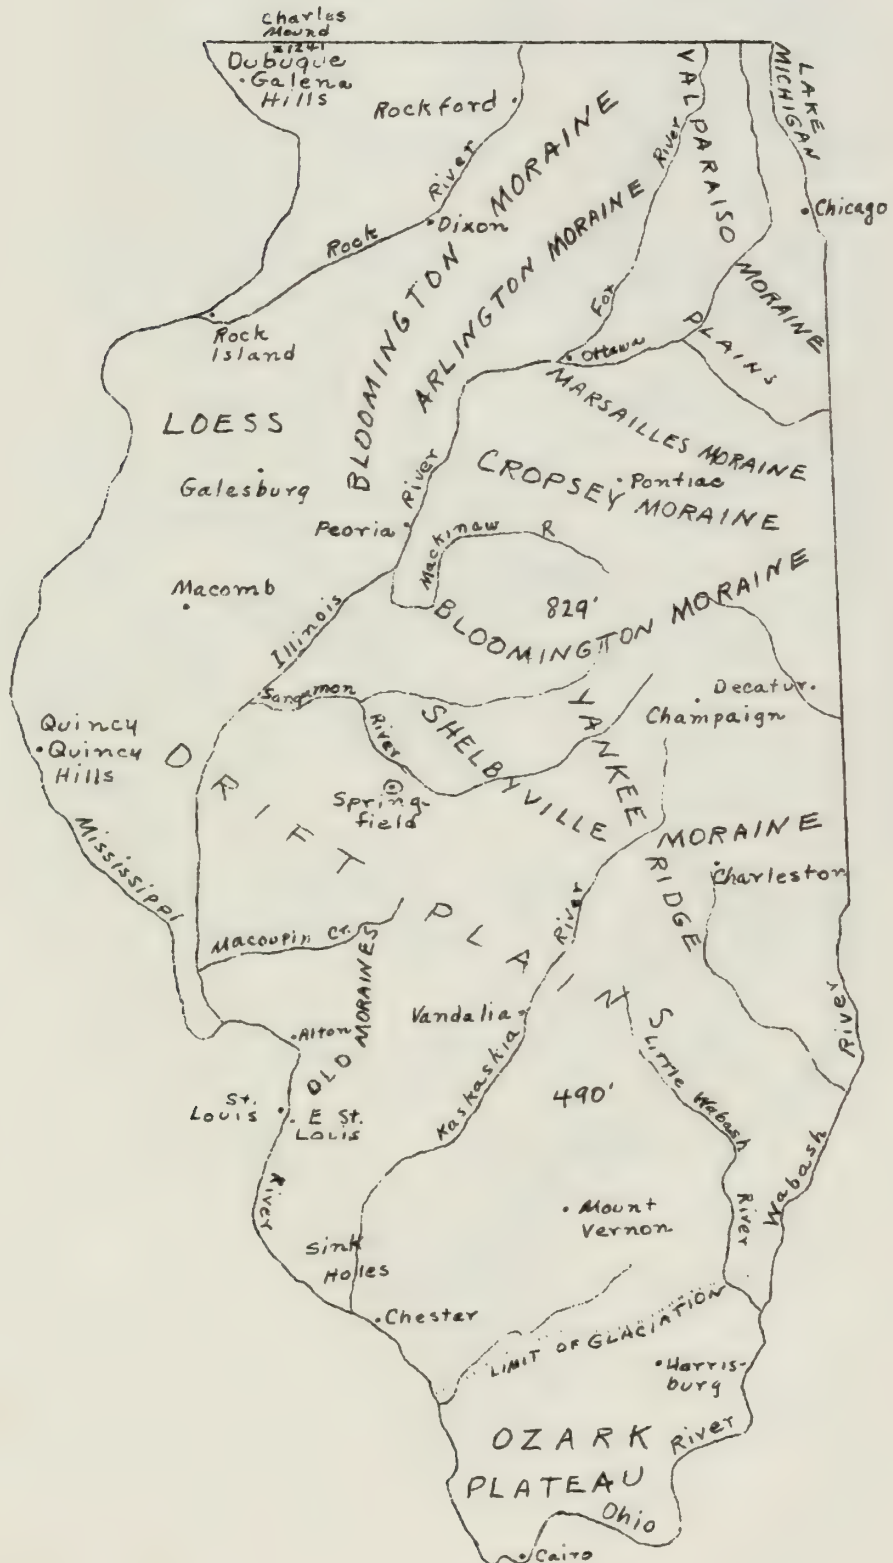 Charles
Mound
x1241
Dubuque
Galena
Hills
Rockford
VALPARAISO
MORAINE
LAKE
MICHIGAN
Chicago
Rock River
Dixon
BLOOMINGTON MORAINE
ARLINGTON MORAINE
Fox River
Rock
Island
Ottawa
PLAINS
MARSAILLES MORAINE
LOESS
Galesburg
CROPSEY MORAINE
Pontiac
Peoria
Illinois River
Mackinaw R
Macomb
829'
BLOOMINGTON MORAINE
Sangamon River
Decatur
Champaign
Quincy
Quincy
Hills
SHELBYVILLE MORAINE
YANKEE RIDGE
Spring-
field
DRIFT PLAINS
Mississippi River
Charleston
Macoupin Cr.
OLD MORAINES
Vandalia
Kaskaskia River
Alton
St.
Louis
E St.
Louis
490'
Little Wabash River
Wabash River
Mount
Vernon
Sink
Holes
Chester
LIMIT OF GLACIATION
Harris-
burg
OZARK
PLATEAU
Ohio River
Cairo